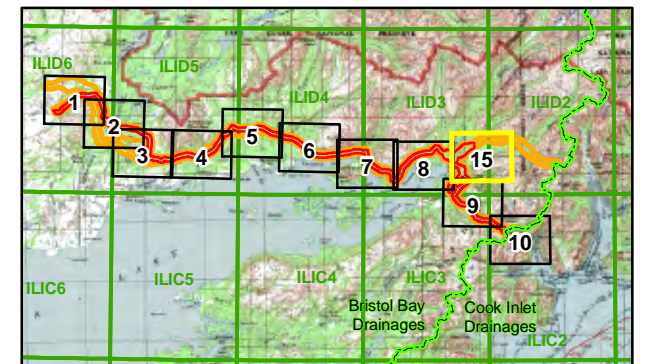 ILID6
ILID5
ILID4
ILID3
ILID2
1
2
3
4
5
6
7
8
15
9
10
LAKE
ILIC6
ILIC5
ILIC4
ILIC3
ILIC2
Bristol Bay
Drainages
Cook Inlet
Drainages